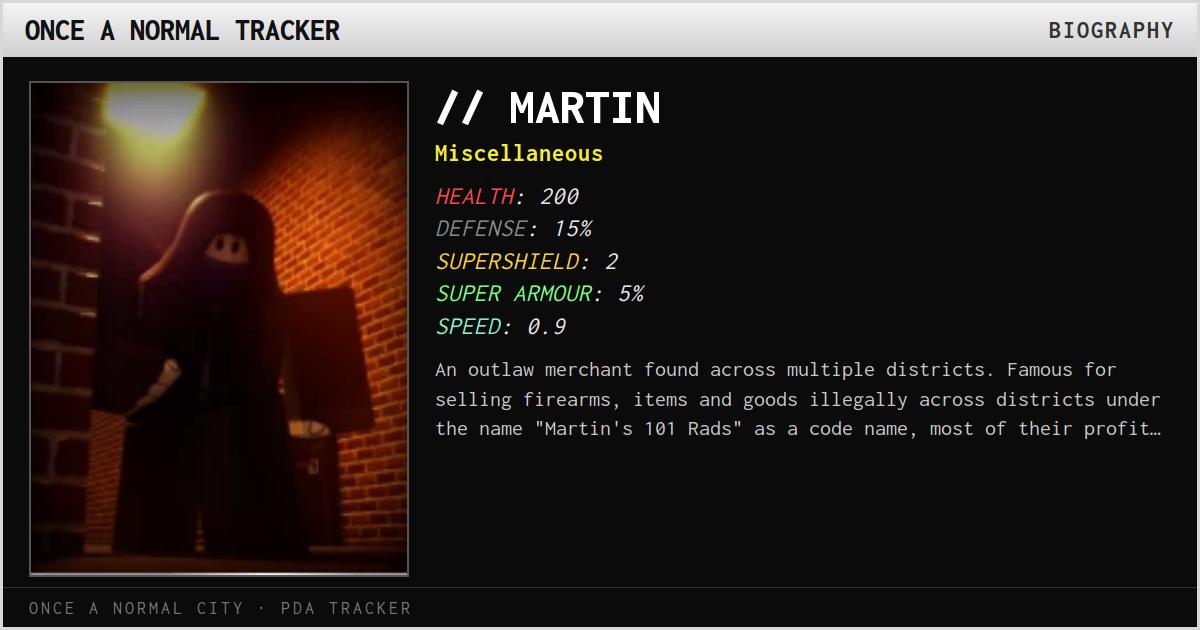 ONCE A NORMAL TRACKER
BIOGRAPHY
// MARTIN
Miscellaneous
HEALTH: 200
DEFENSE: 15%
SUPERSHIELD: 2
SUPER ARMOUR: 5%
SPEED: 0.9
An outlaw merchant found across multiple districts. Famous for
selling firearms, items and goods illegally across districts under
the name "Martin's 101 Rads" as a code name, most of their profit…
ONCE A NORMAL CITY · PDA TRACKER